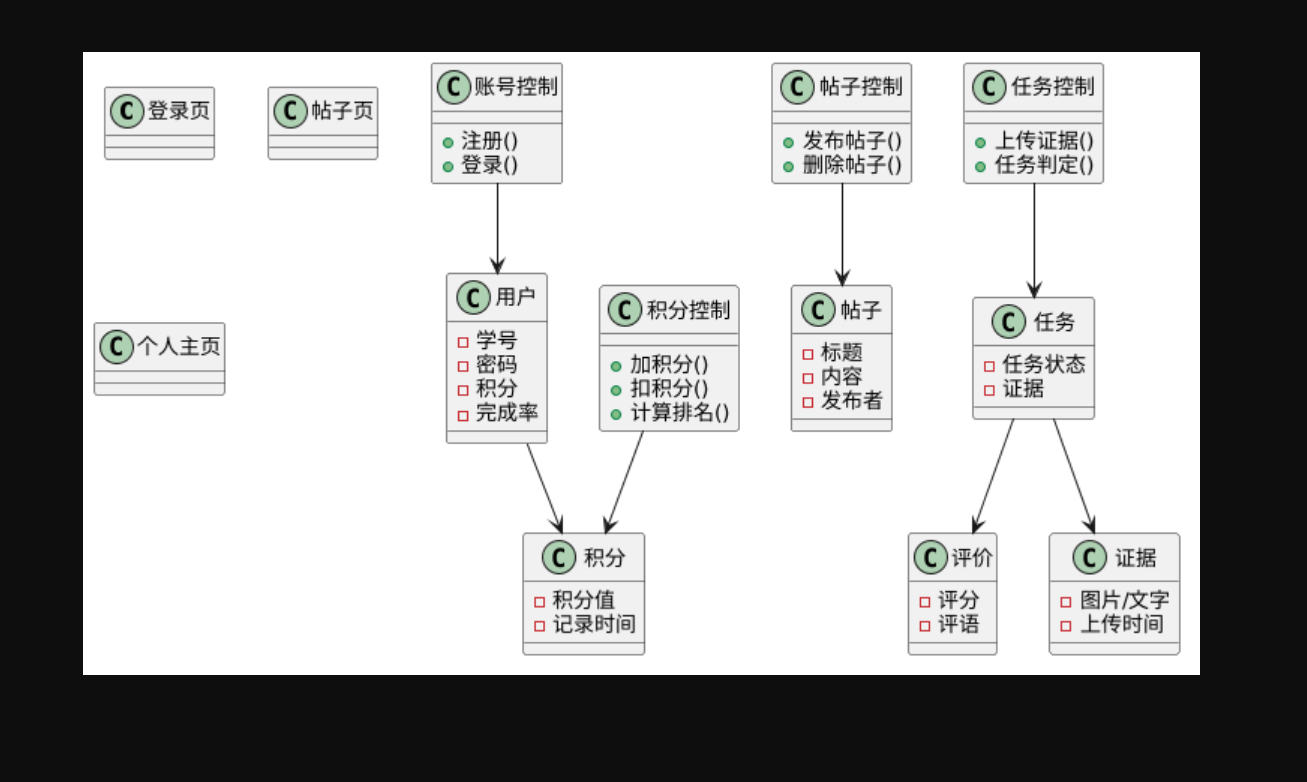 C 登录页
C 帖子页
C 账号控制
注册()
登录()
C 帖子控制
发布帖子()
删除帖子()
C 任务控制
上传证据()
任务判定()
C 个人主页
C 用户
学号
密码
积分
完成率
C 积分控制
加积分()
扣积分()
计算排名()
C 帖子
标题
内容
发布者
C 任务
任务状态
证据
C 积分
积分值
记录时间
C 评价
评分
评语
C 证据
图片/文字
上传时间